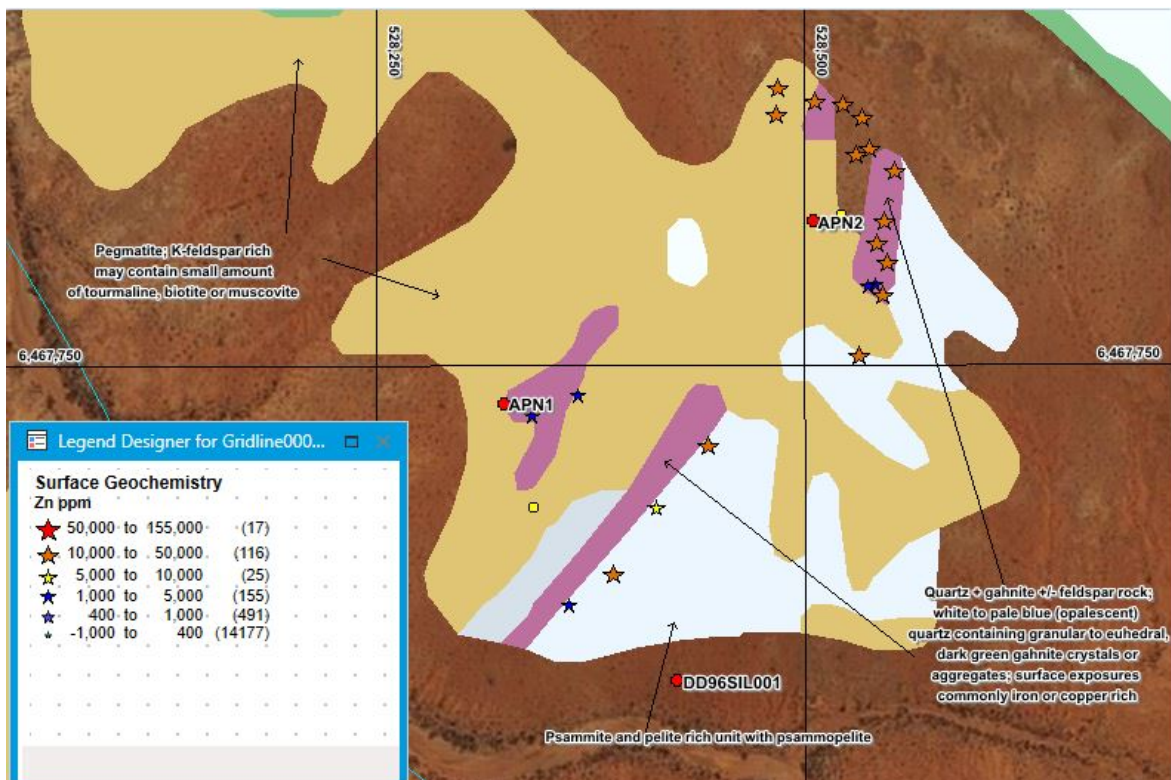 528,250
528,500
Pegmatite; K-feldspar rich
may contain small amount
of tourmaline, biotite or muscovite
APN2
6,467,750
6,467,750
APN1
Legend Designer for Gridline000...
Surface Geochemistry
Zn ppm
50,000 to 155,000 (17)
10,000 to 50,000 (116)
5,000 to 10,000 (25)
1,000 to 5,000 (155)
400 to 1,000 (491)
-1,000 to 400 (14177)
Quartz + gahnite +/- feldspar rock;
white to pale blue (opalescent)
quartz containing granular to euhedral,
dark green gahnite crystals or
aggregates; surface exposures
commonly iron or copper rich
DD96SIL001
Psammite and pelite rich unit with psammopelite